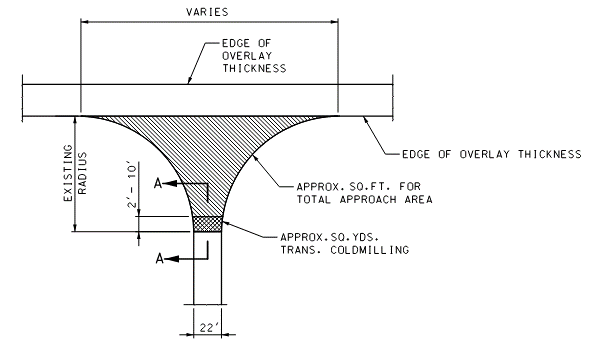 VARIES
EDGE OF
OVERLAY
THICKNESS
EDGE OF OVERLAY THICKNESS
EXISTING
RADIUS
2'-10'
A
APPROX.SQ.FT. FOR
TOTAL APPROACH AREA
APPROX.SQ.YDS.
TRANS. COLDMILLING
A
22'